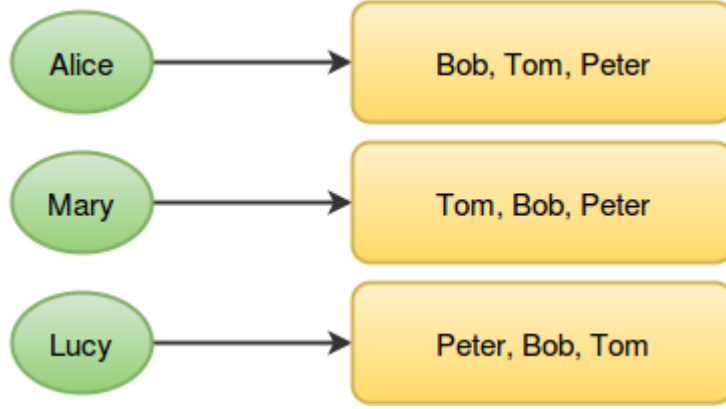 Alice
Bob, Tom, Peter
Mary
Tom, Bob, Peter
Lucy
Peter, Bob, Tom